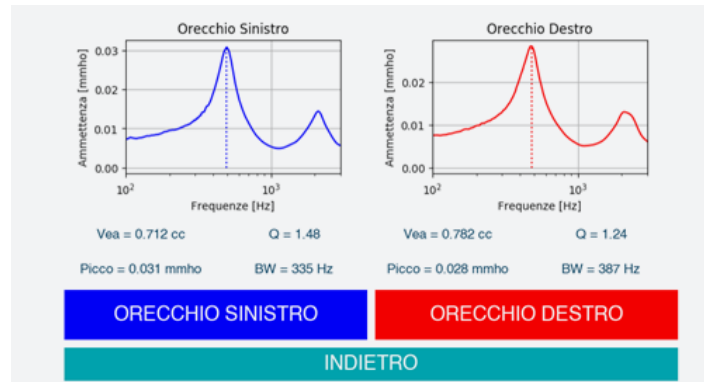 Orecchio Sinistro
Ammettenza [mmho]
0.03
0.02
0.01
0.00
10²
10³
Frequenze [Hz]
Vea = 0.712 cc
Q = 1.48
Picco = 0.031 mmho
BW = 335 Hz
Orecchio Destro
Ammettenza [mmho]
0.02
0.01
0.00
10²
10³
Frequenze [Hz]
Vea = 0.782 cc
Q = 1.24
Picco = 0.028 mmho
BW = 387 Hz
ORECCHIO SINISTRO
ORECCHIO DESTRO
INDIETRO